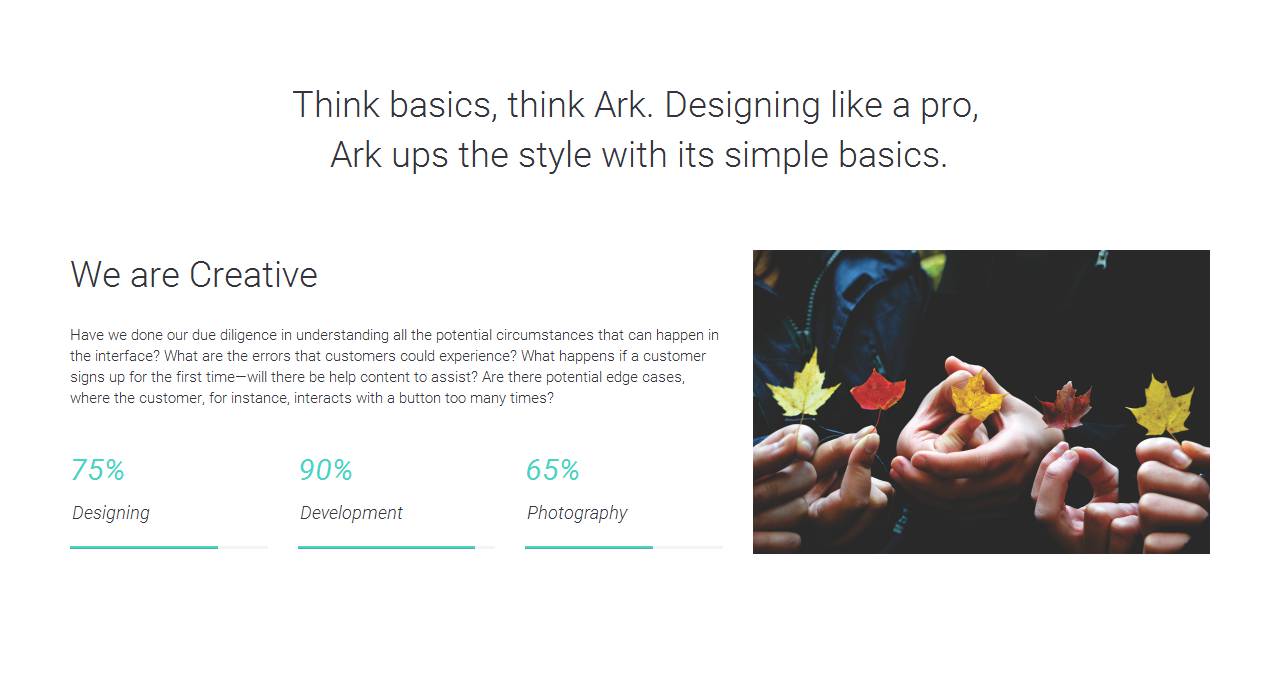 Think basics, think Ark. Designing like a pro,
Ark ups the style with its simple basics.
We are Creative
Have we done our due diligence in understanding all the potential circumstances that can happen in
the interface? What are the errors that customers could experience? What happens if a customer
signs up for the first time—will there be help content to assist? Are there potential edge cases,
where the customer, for instance, interacts with a button too many times?
75%
Designing
90%
Development
65%
Photography